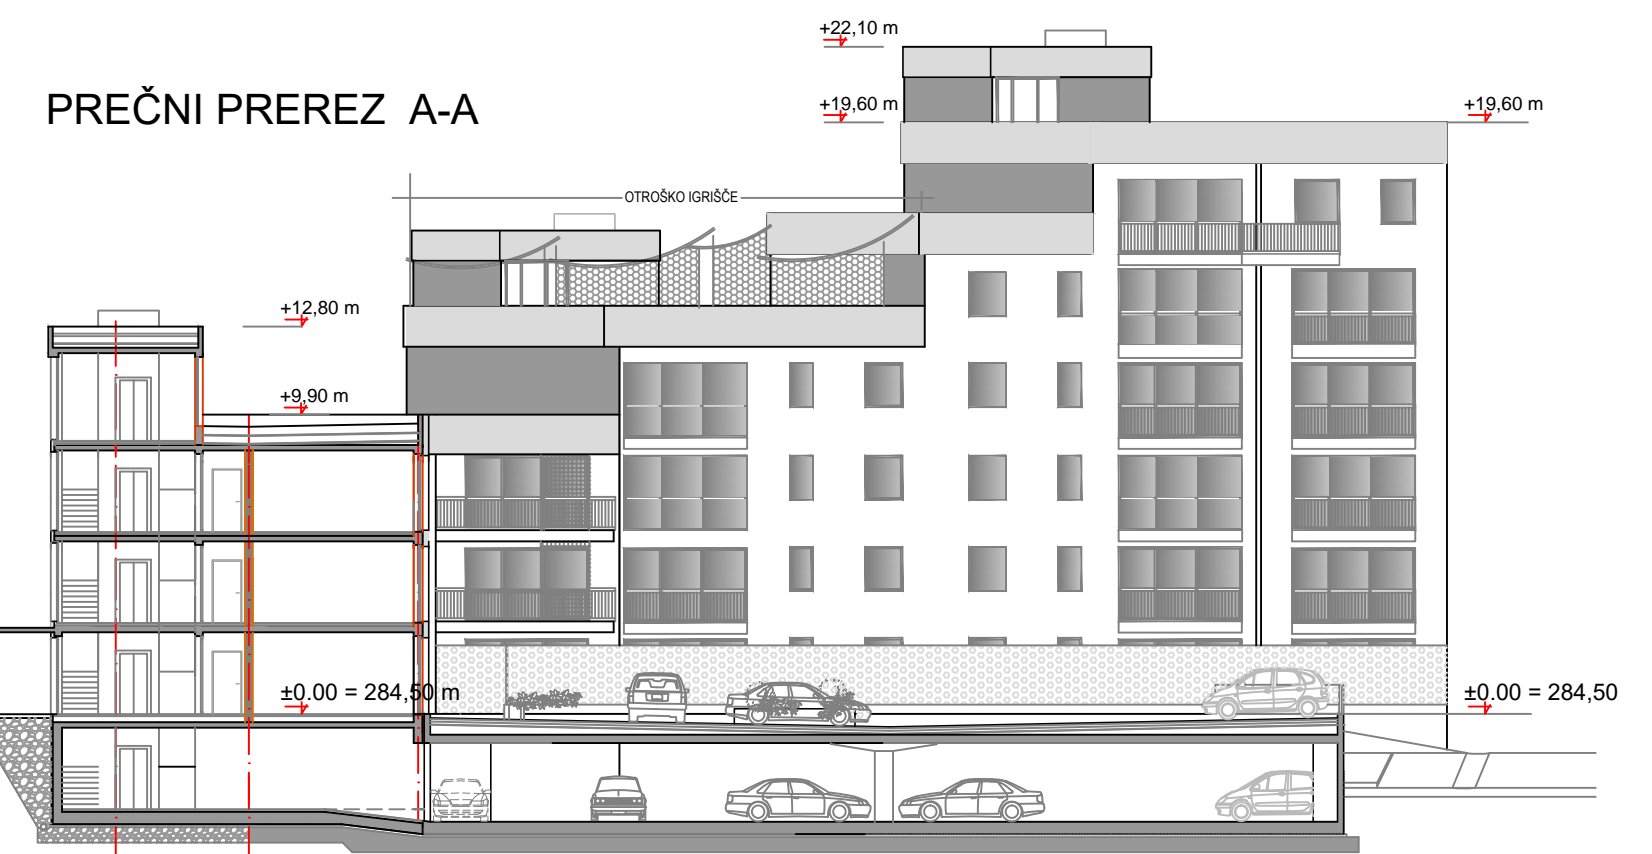 +22,10 m
PREČNI PREREZ  A-A
+19,60 m
+19,60 m
OTROŠKO IGRIŠČE
+12,80 m
+9,90 m
±0.00 = 284,50 m
±0.00 = 284,50